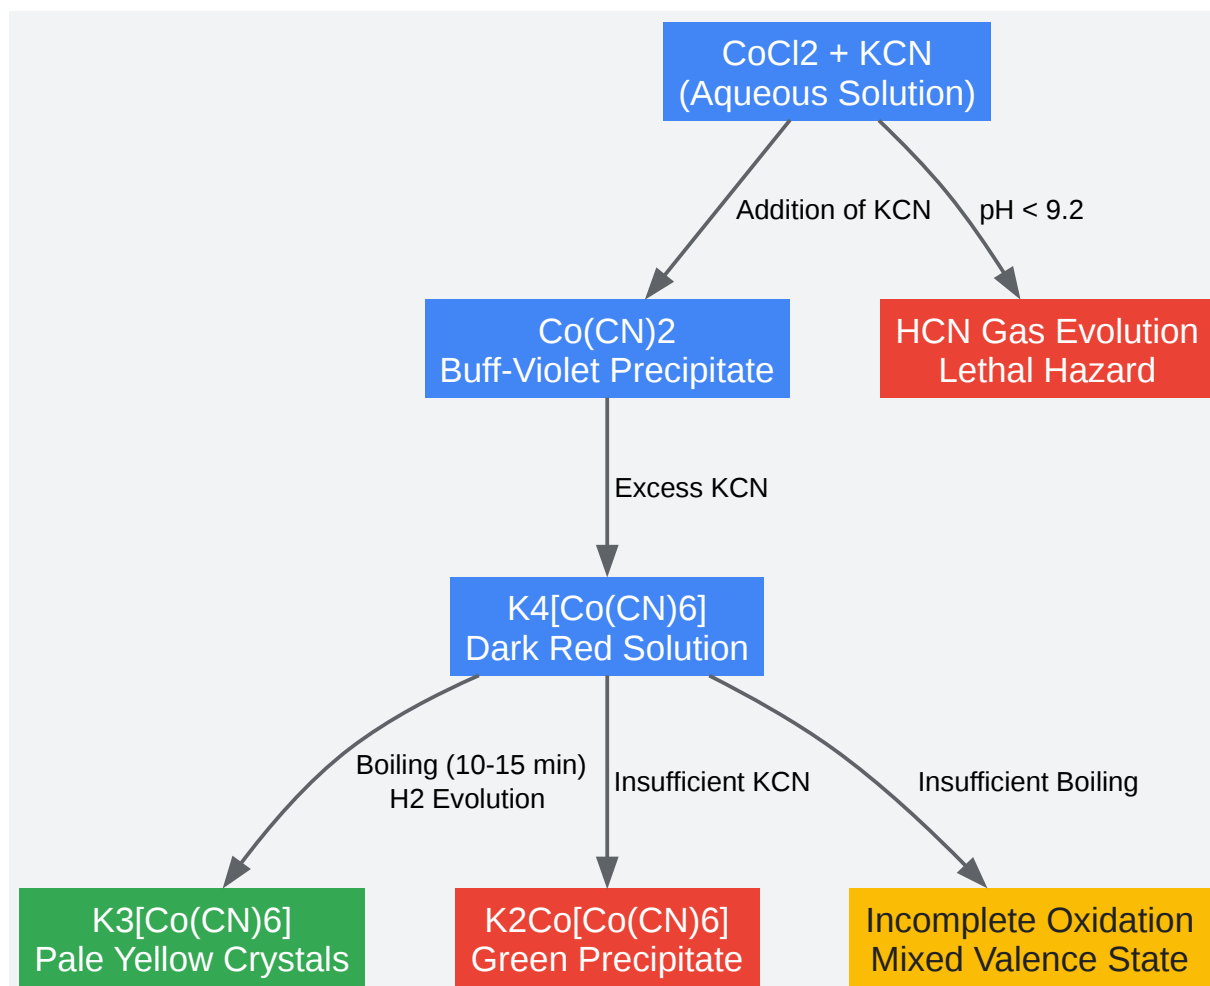 CoCl2 + KCN
(Aqueous Solution)
Addition of KCN
pH < 9.2
Co(CN)2
Buff-Violet Precipitate
HCN Gas Evolution
Lethal Hazard
Excess KCN
K4[Co(CN)6]
Dark Red Solution
Boiling (10-15 min)
H2 Evolution
Insufficient KCN
Insufficient Boiling
K3[Co(CN)6]
Pale Yellow Crystals
K2Co[Co(CN)6]
Green Precipitate
Incomplete Oxidation
Mixed Valence State